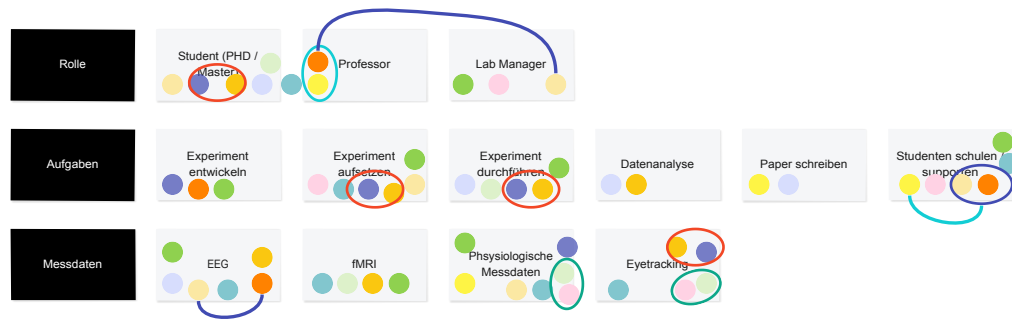 Rolle
Student (PHD /
Master)
Professor
Lab Manager
Aufgaben
Experiment
entwickeln
Experiment
aufsetzen
Experiment
durchführen
Datenanalyse
Paper schreiben
Studenten schulen /
supporten
Messdaten
EEG
fMRI
Phsysiologische
Messdaten
Eyetracking